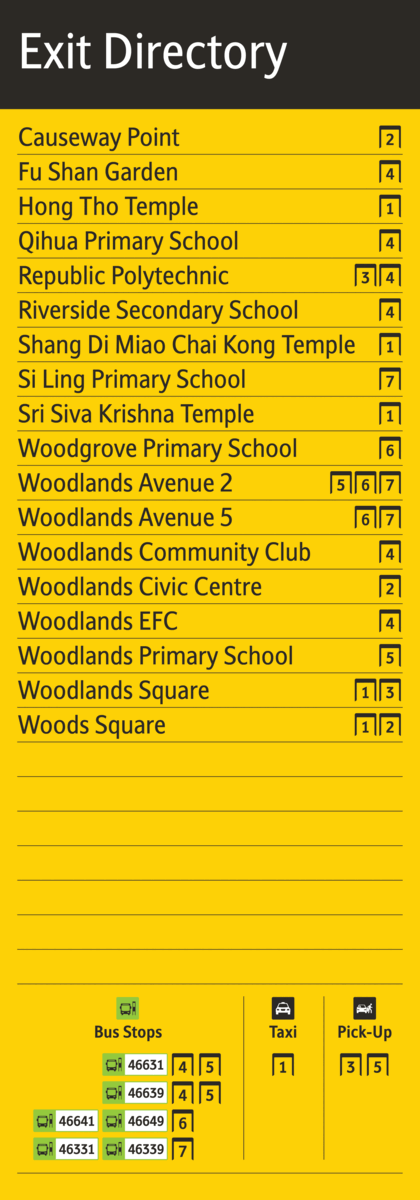 Exit Directory
Causeway Point 2
Fu Shan Garden 4
Hong Tho Temple 1
Qihua Primary School 4
Republic Polytechnic 3 4
Riverside Secondary School 4
Shang Di Miao Chai Kong Temple 1
Si Ling Primary School 7
Sri Siva Krishna Temple 1
Woodgrove Primary School 6
Woodlands Avenue 2 5 6 7
Woodlands Avenue 5 6 7
Woodlands Community Club 4
Woodlands Civic Centre 2
Woodlands EFC 4
Woodlands Primary School 5
Woodlands Square 1 3
Woods Square 1 2
Bus Stops Taxi Pick-Up
46631 4 5 1 3 5
46639 4 5
46641 46649 6
46331 46339 7